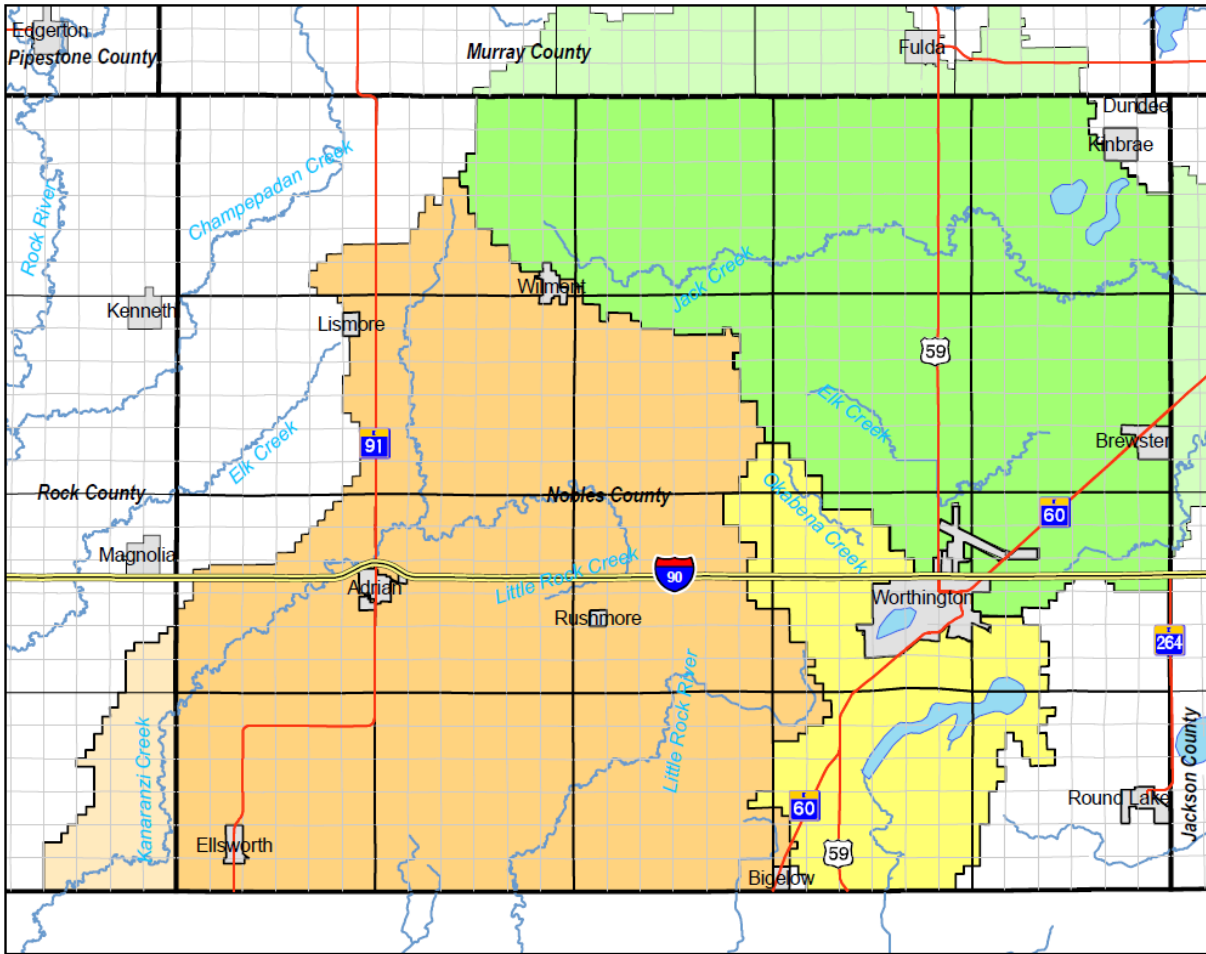 Edgerton
Pipestone County
Murray County
Fulda
Dundee
Kinbrae
Champepadan Creek
Rock River
Jack Creek
Wilmont
Kenneth
Lismore
59
Elk Creek
Elk Creek
91
Brewster
Rock County
Nobles County
Okabena Creek
60
Magnolia
Little Rock Creek
90
Adrian
Rushmore
Worthington
264
Little Rock River
Kanaranzi Creek
Jackson County
60
Round Lake
Ellsworth
59
Bigelow